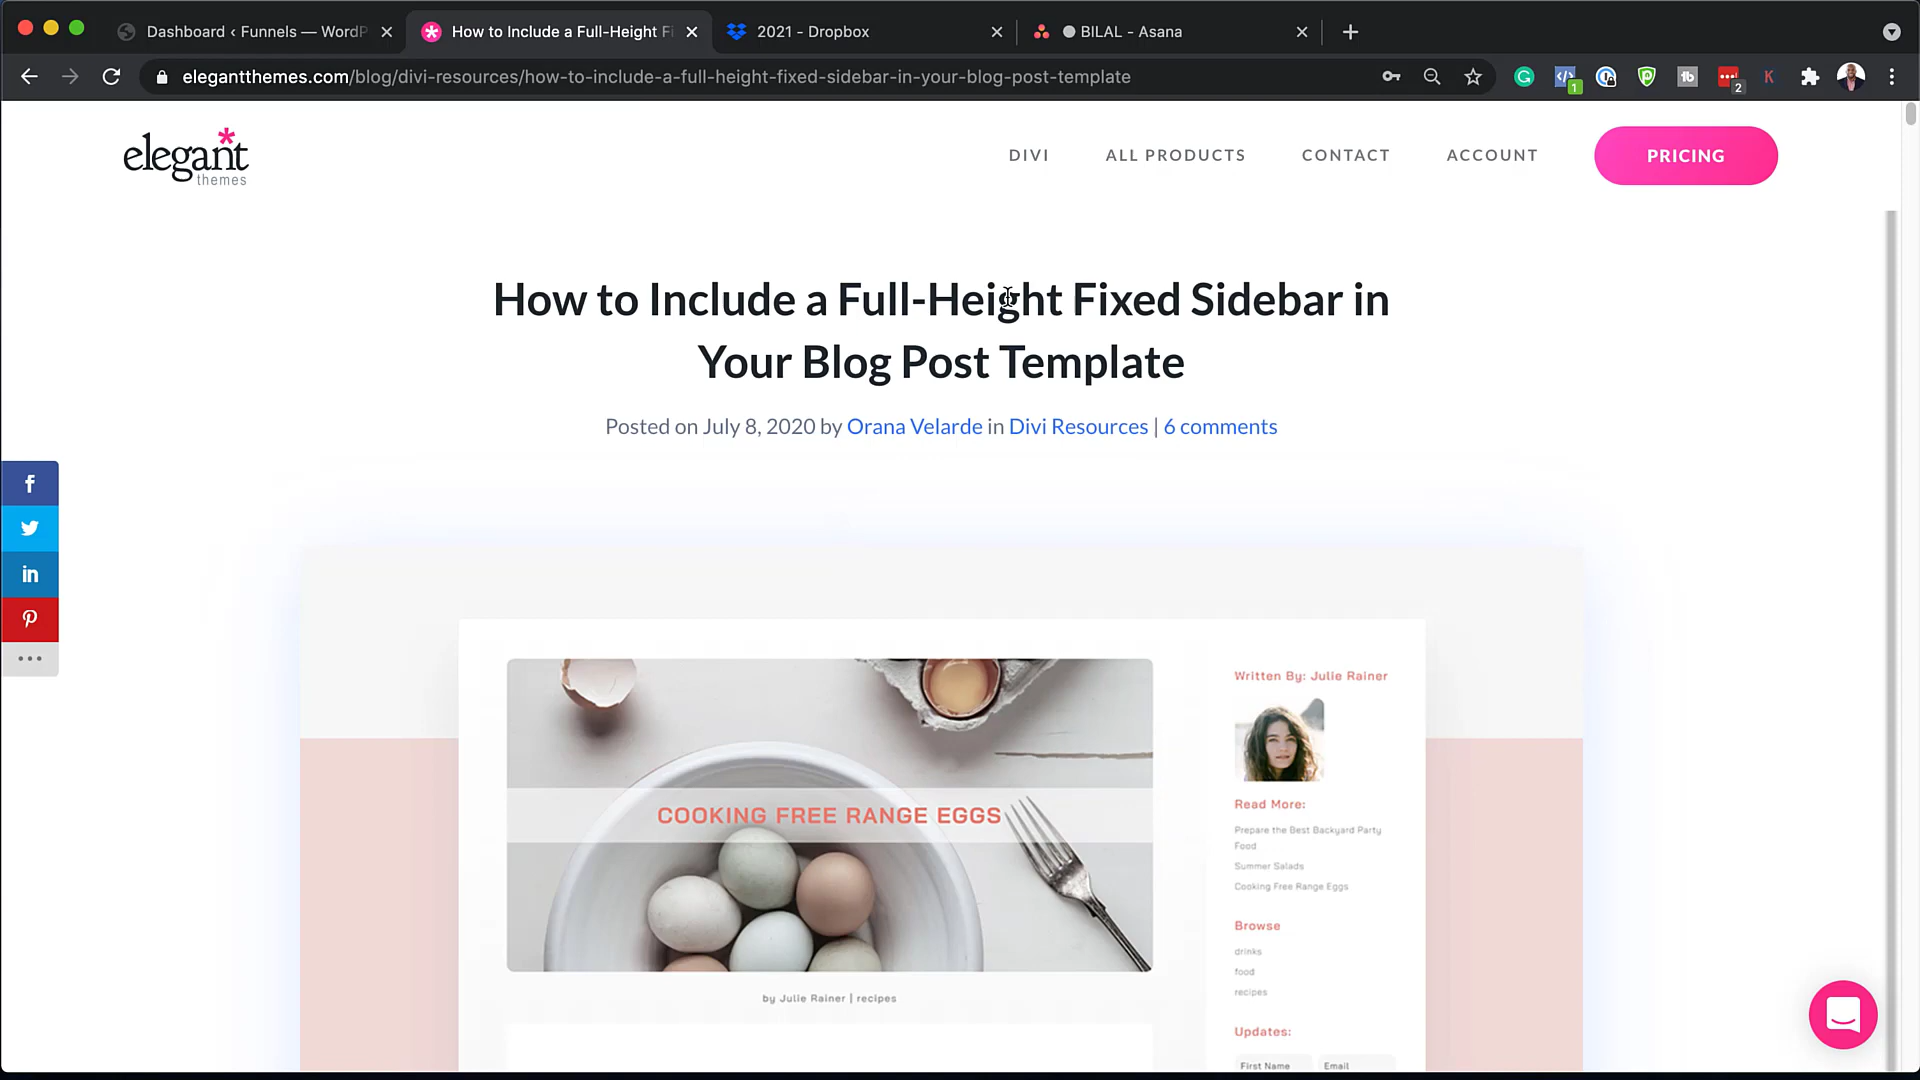 Dashboard ‹ Funnels — WordP
How to Include a Full-Height Fi
2021 - Dropbox
BILAL - Asana
elegantthemes.com/blog/divi-resources/how-to-include-a-full-height-fixed-sidebar-in-your-blog-post-template
1
2
elegant
themes
DIVI
ALL PRODUCTS
CONTACT
ACCOUNT
PRICING
How to Include a Full-Height Fixed Sidebar in
Your Blog Post Template
Posted on July 8, 2020 by Orana Velarde in Divi Resources | 6 comments
COOKING FREE RANGE EGGS
by Julie Rainer | recipes
Written By: Julie Rainer
Read More:
Prepare the Best Backyard Party
Food
Summer Salads
Cooking Free Range Eggs
Browse
drinks
food
recipes
Updates:
First Name
Email